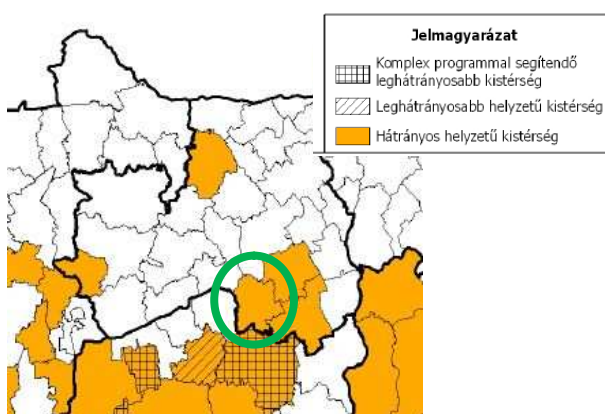 Jelmagyarázat
Komplex programmal segítendő
leghátrányosabb kistérség
Leghátrányosabb helyzetű kistérség
Hátrányos helyzetű kistérség